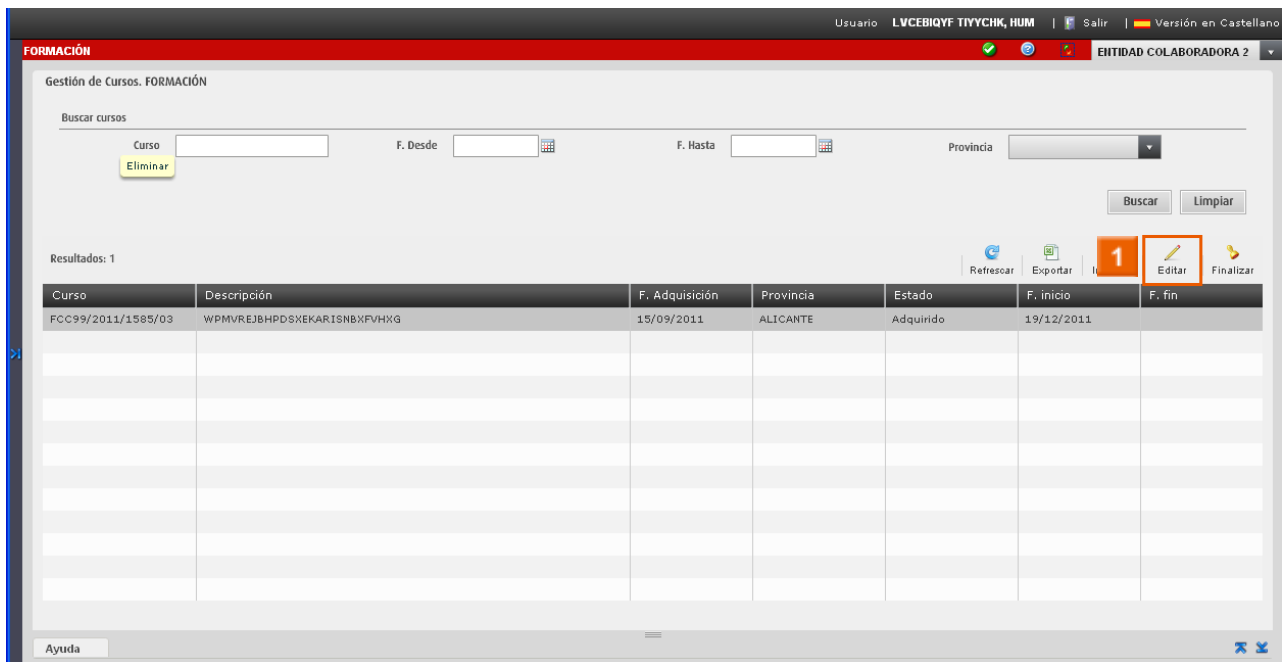 Usuario LVCEBIQYF TIYYCHK, HUM | Salir | Versión en Castellano
FORMACIÓN ENTIDAD COLABORADORA 2
Gestión de Cursos. FORMACIÓN
Buscar cursos
Curso F. Desde F. Hasta Provincia
Eliminar
Buscar Limpiar
Resultados: 1 Refrescar Exportar 1 Editar Finalizar
Curso Descripción F. Adquisición Provincia Estado F. inicio F. fin
FCC99/2011/1585/03 WPMVREJBHPDSXEKARISNBXFVHXG 15/09/2011 ALICANTE Adquirido 19/12/2011
Ayuda